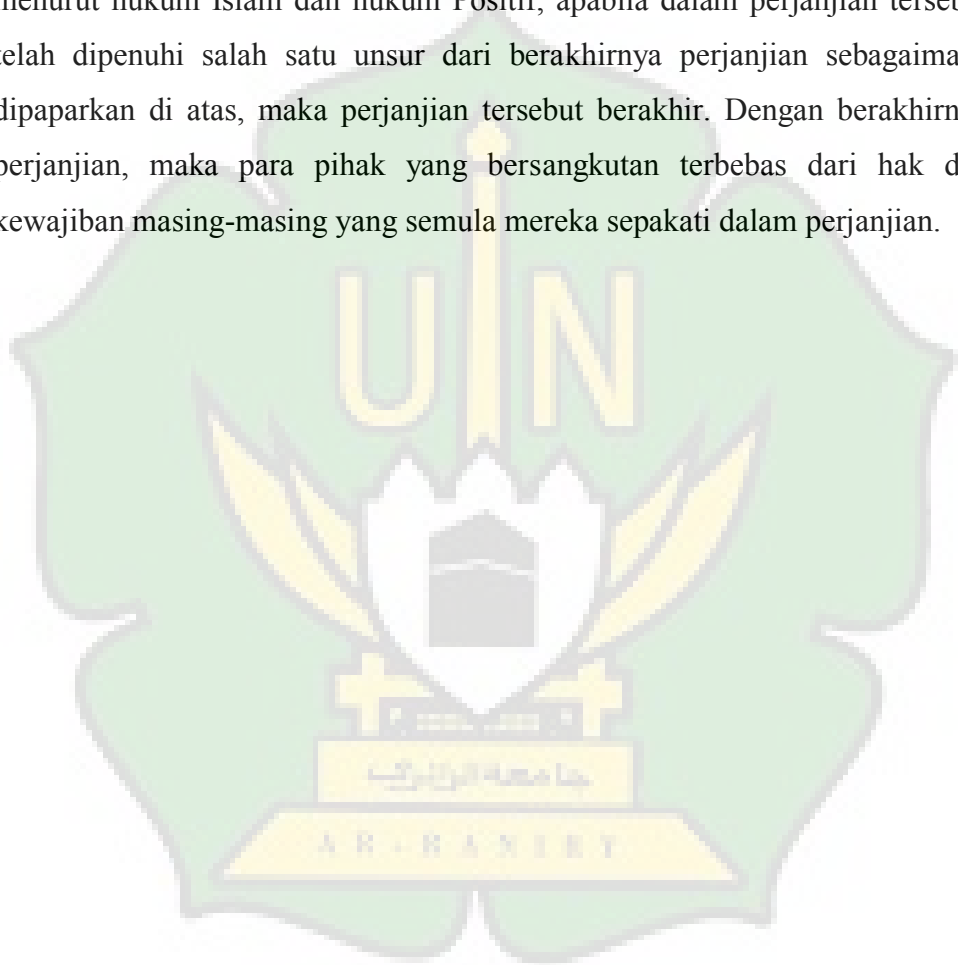 menurut hukum Islam dan hukum Positif, apabila dalam perjanjian terseb
telah dipenuhi salah satu unsur dari berakhirnya perjanjian sebagaima
dipaparkan di atas, maka perjanjian tersebut berakhir. Dengan berakhirn
perjanjian, maka para pihak yang bersangkutan terbebas dari hak d
kewajiban masing-masing yang semula mereka sepakati dalam perjanjian.
UIN
جامعة الرانري
AR-RANIRY